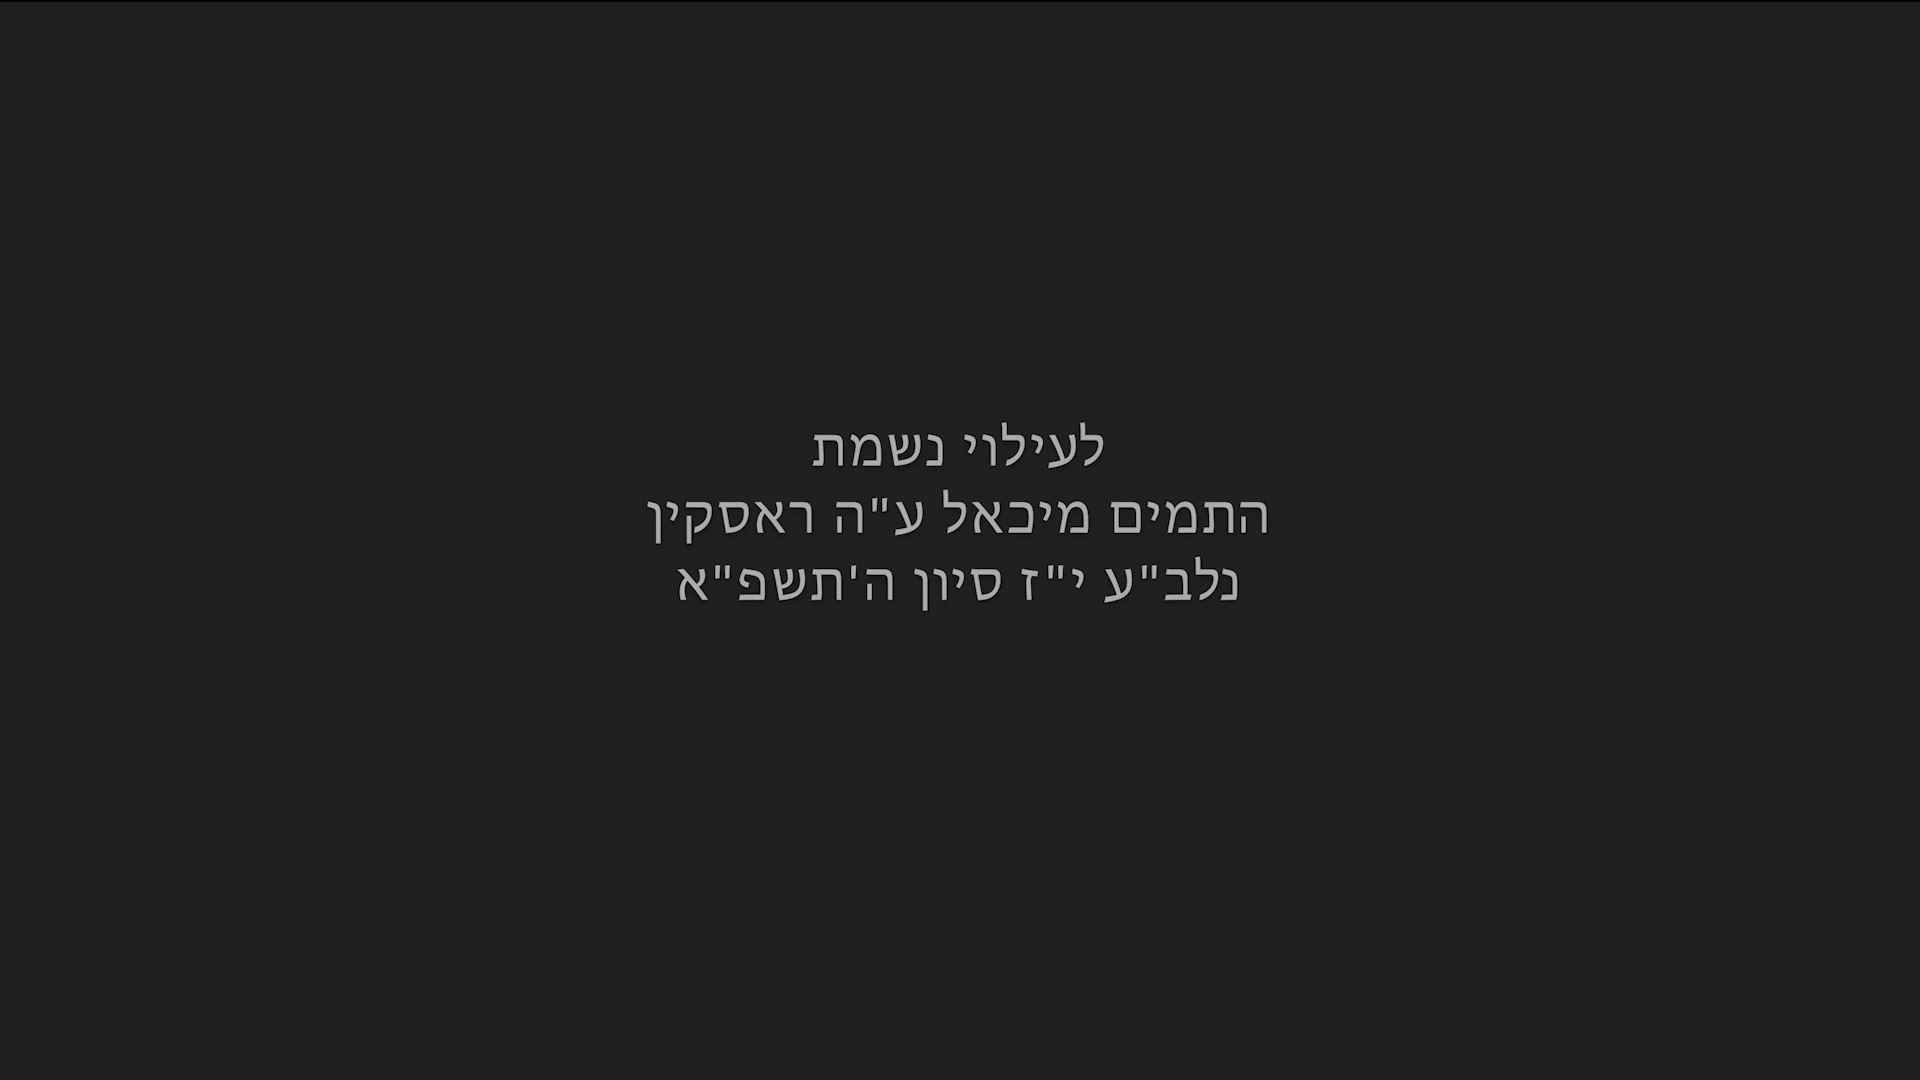 לעילוי נשמת
התמים מיכאל ע"ה ראסקין
נלב"ע י"ז סיון ה'תשפ"א